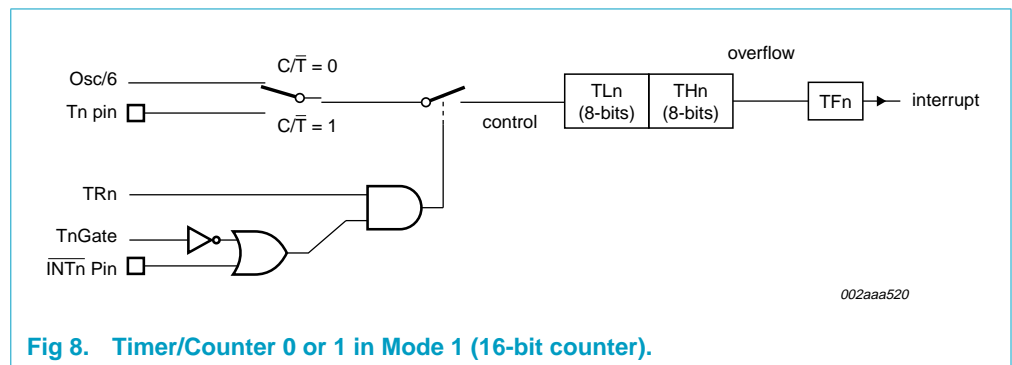 overflow
C/T̅ = 0
Osc/6
Tn pin
C/T̅ = 1
control
TLn
(8-bits)
THn
(8-bits)
TFn
interrupt
TRn
TnGate
I̅N̅T̅n̅ Pin
002aaa520
Fig 8. Timer/Counter 0 or 1 in Mode 1 (16-bit counter).